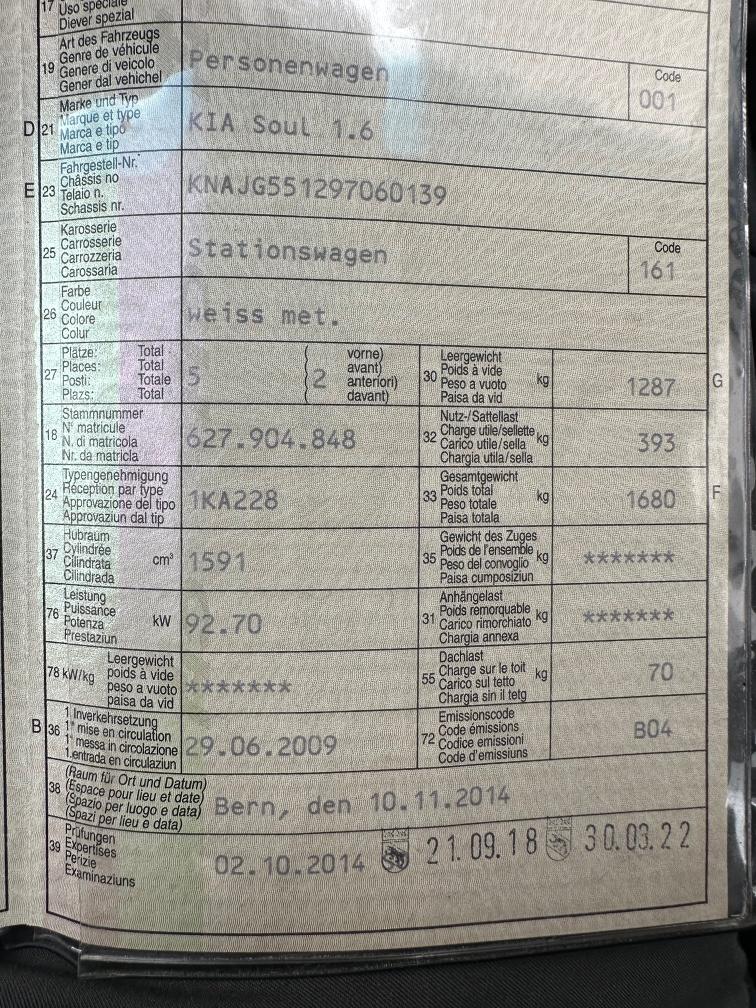 17 Uso speciale
Diever spezial
19 Art des Fahrzeugs
Genre de véhicule
Genere di veicolo
Gener dal vehichel
Personenwagen
Code
001
D 21 Marke und Typ
Marque et type
Marca e tipo
Marca e tip
KIA Soul 1.6
E 23 Fahrgestell-Nr.
Châssis no
Telaio n.
Schassis nr.
KNAJG551297060139
25 Karosserie
Carrosserie
Carrozzeria
Carossaria
Stationswagen
Code
161
26 Farbe
Couleur
Colore
Colur
weiss met.
27 Plätze: Total
Places: Total
Posti: Totale
Plazs: Total
5
( 2 vorne)
( avant)
( anteriori)
( davant)
30 Leergewicht
Poids à vide
Peso a vuoto
Paisa da vid
kg
1287 G
18 Stammnummer
N° matricule
N. di matricola
Nr. da matricla
627.904.848
32 Nutz-/Sattellast
Charge utile/sellette
Carico utile/sella
Chargia utila/sella
kg
393
24 Typengenehmigung
Réception par type
Approvazione del tipo
Approvaziun dal tip
1KA228
33 Gesamtgewicht
Poids total
Peso totale
Paisa totala
kg
1680 F
37 Hubraum
Cylindrée
Cilindrata
Cilindrada
cm³
1591
35 Gewicht des Zuges
Poids de l'ensemble
Peso del convoglio
Paisa cumposiziun
kg
*******
76 Leistung
Puissance
Potenza
Prestaziun
kW
92.70
31 Anhängelast
Poids remorquable
Carico rimorchiato
Chargia annexa
kg
*******
78 kW/kg Leergewicht
poids à vide
peso a vuoto
paisa da vid
*******
55 Dachlast
Charge sur le toit
Carico sul tetto
Chargia sin il tetg
kg
70
B 36 1.Inverkehrsetzung
1re mise en circulation
1a messa in circolazione
1.entrada en circulaziun
29.06.2009
72 Emissionscode
Code émissions
Codice emissioni
Code d'emissiuns
B04
38 (Raum für Ort und Datum)
(Espace pour lieu et date)
(Spazio per luogo e data)
(Spazi per lieu e data)
Bern, den 10.11.2014
39 Prüfungen
Expertises
Perizie
Examinaziuns
02.10.2014 21.09.18 30.03.22